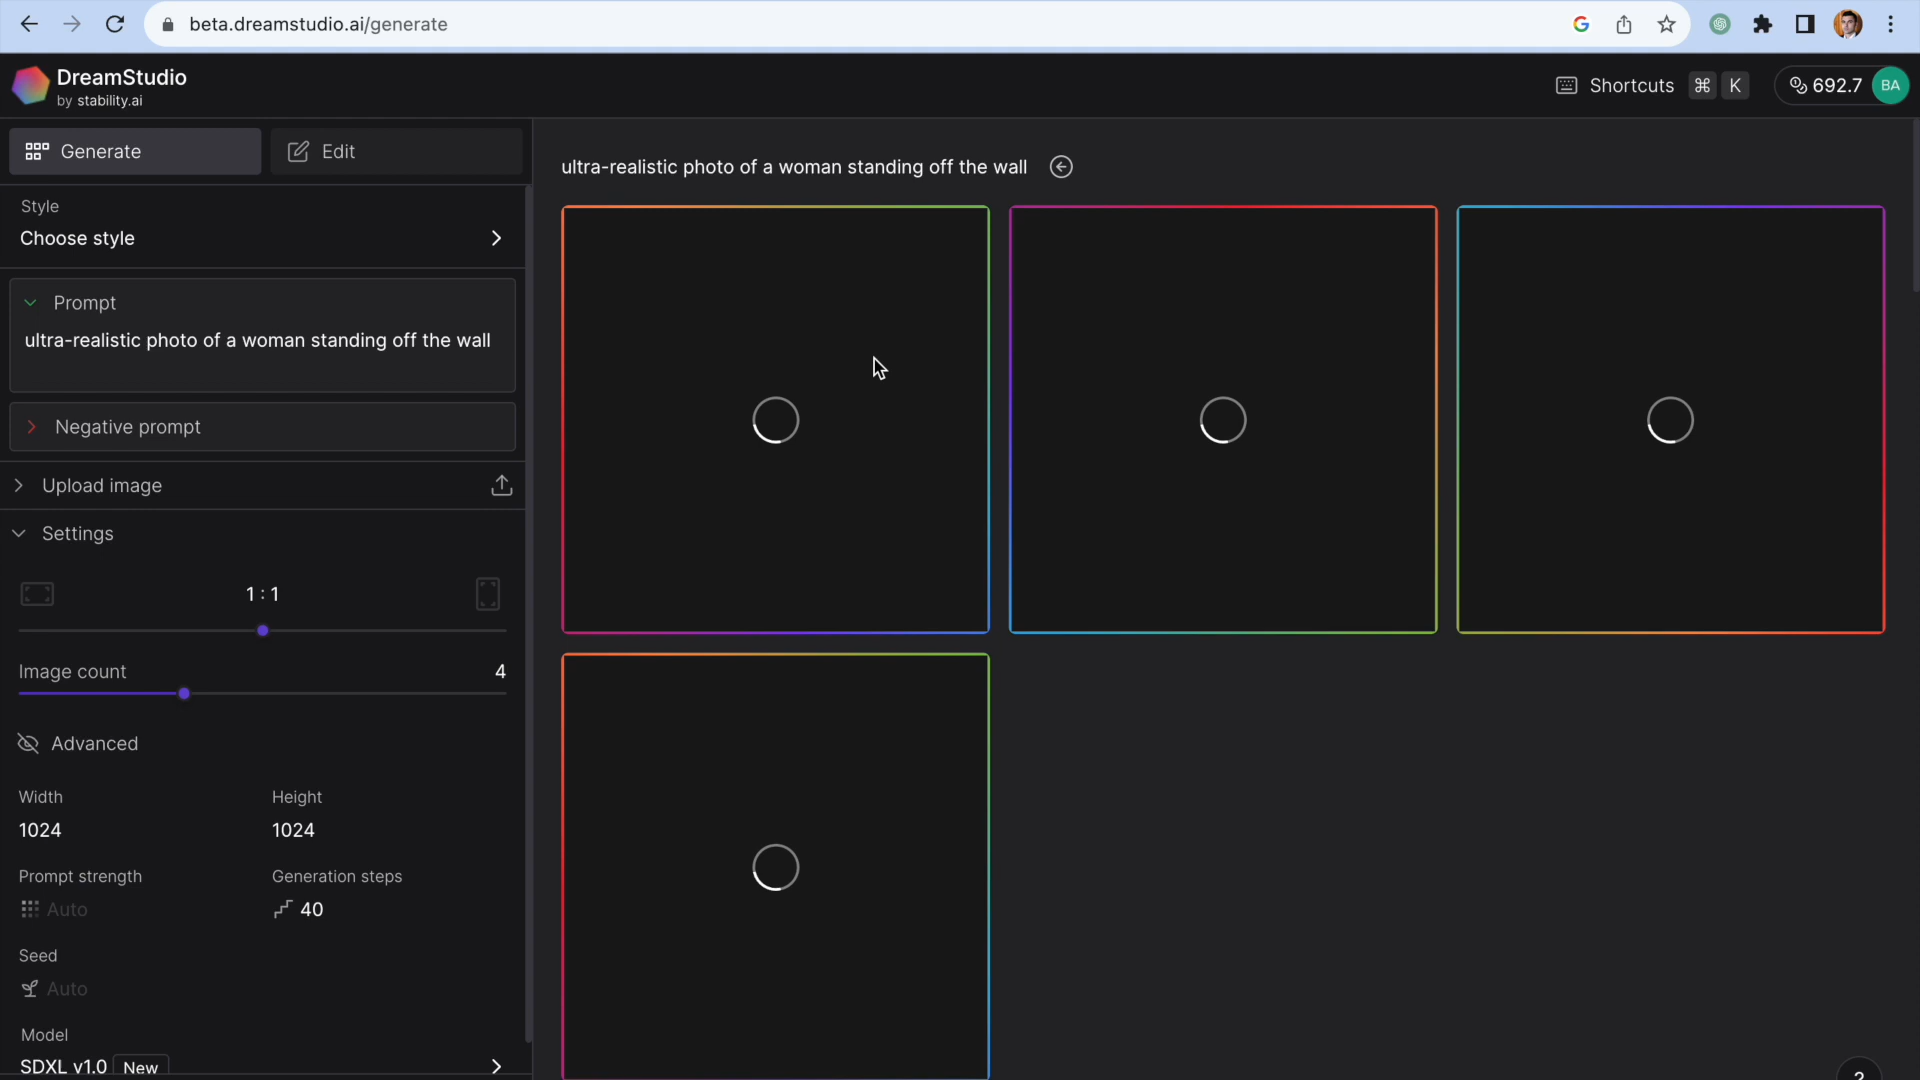 beta.dreamstudio.ai/generate
DreamStudio
by stability.ai
Shortcuts ⌘ K
692.7 BA
Generate
Edit
Style
Choose style
Prompt
ultra-realistic photo of a woman standing off the wall
Negative prompt
Upload image
Settings
1 : 1
Image count 4
Advanced
Width Height
1024 1024
Prompt strength Generation steps
Auto 40
Seed
Auto
Model
SDXL v1.0 New
ultra-realistic photo of a woman standing off the wall